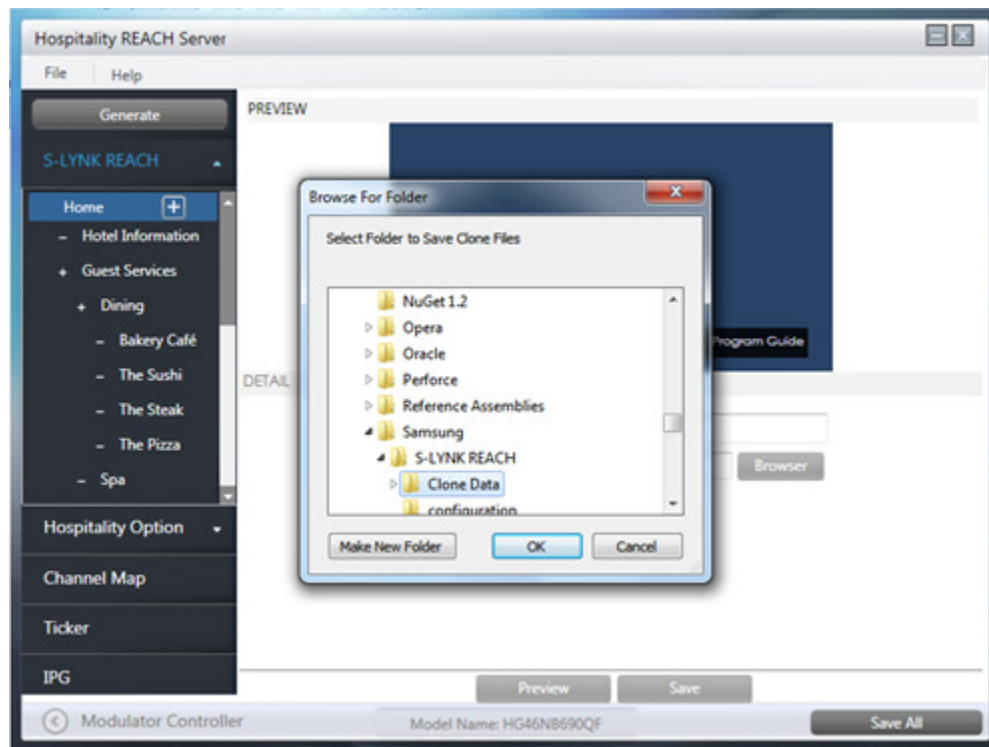 Hospitality REACH Server
File Help
Generate
PREVIEW
S-LYNK REACH
Home
Hotel Information
Guest Services
Dining
Bakery Café
The Sushi
The Steak
The Pizza
Spa
Hospitality Option
Channel Map
Ticker
IPG
Program Guide
DETAIL
Browser
Browse For Folder
Select Folder to Save Clone Files
NuGet 1.2
Opera
Oracle
Perforce
Reference Assemblies
Samsung
S-LYNK REACH
Clone Data
configuration
Make New Folder OK Cancel
Preview Save
Modulator Controller Model Name: HG46NB690QF Save All